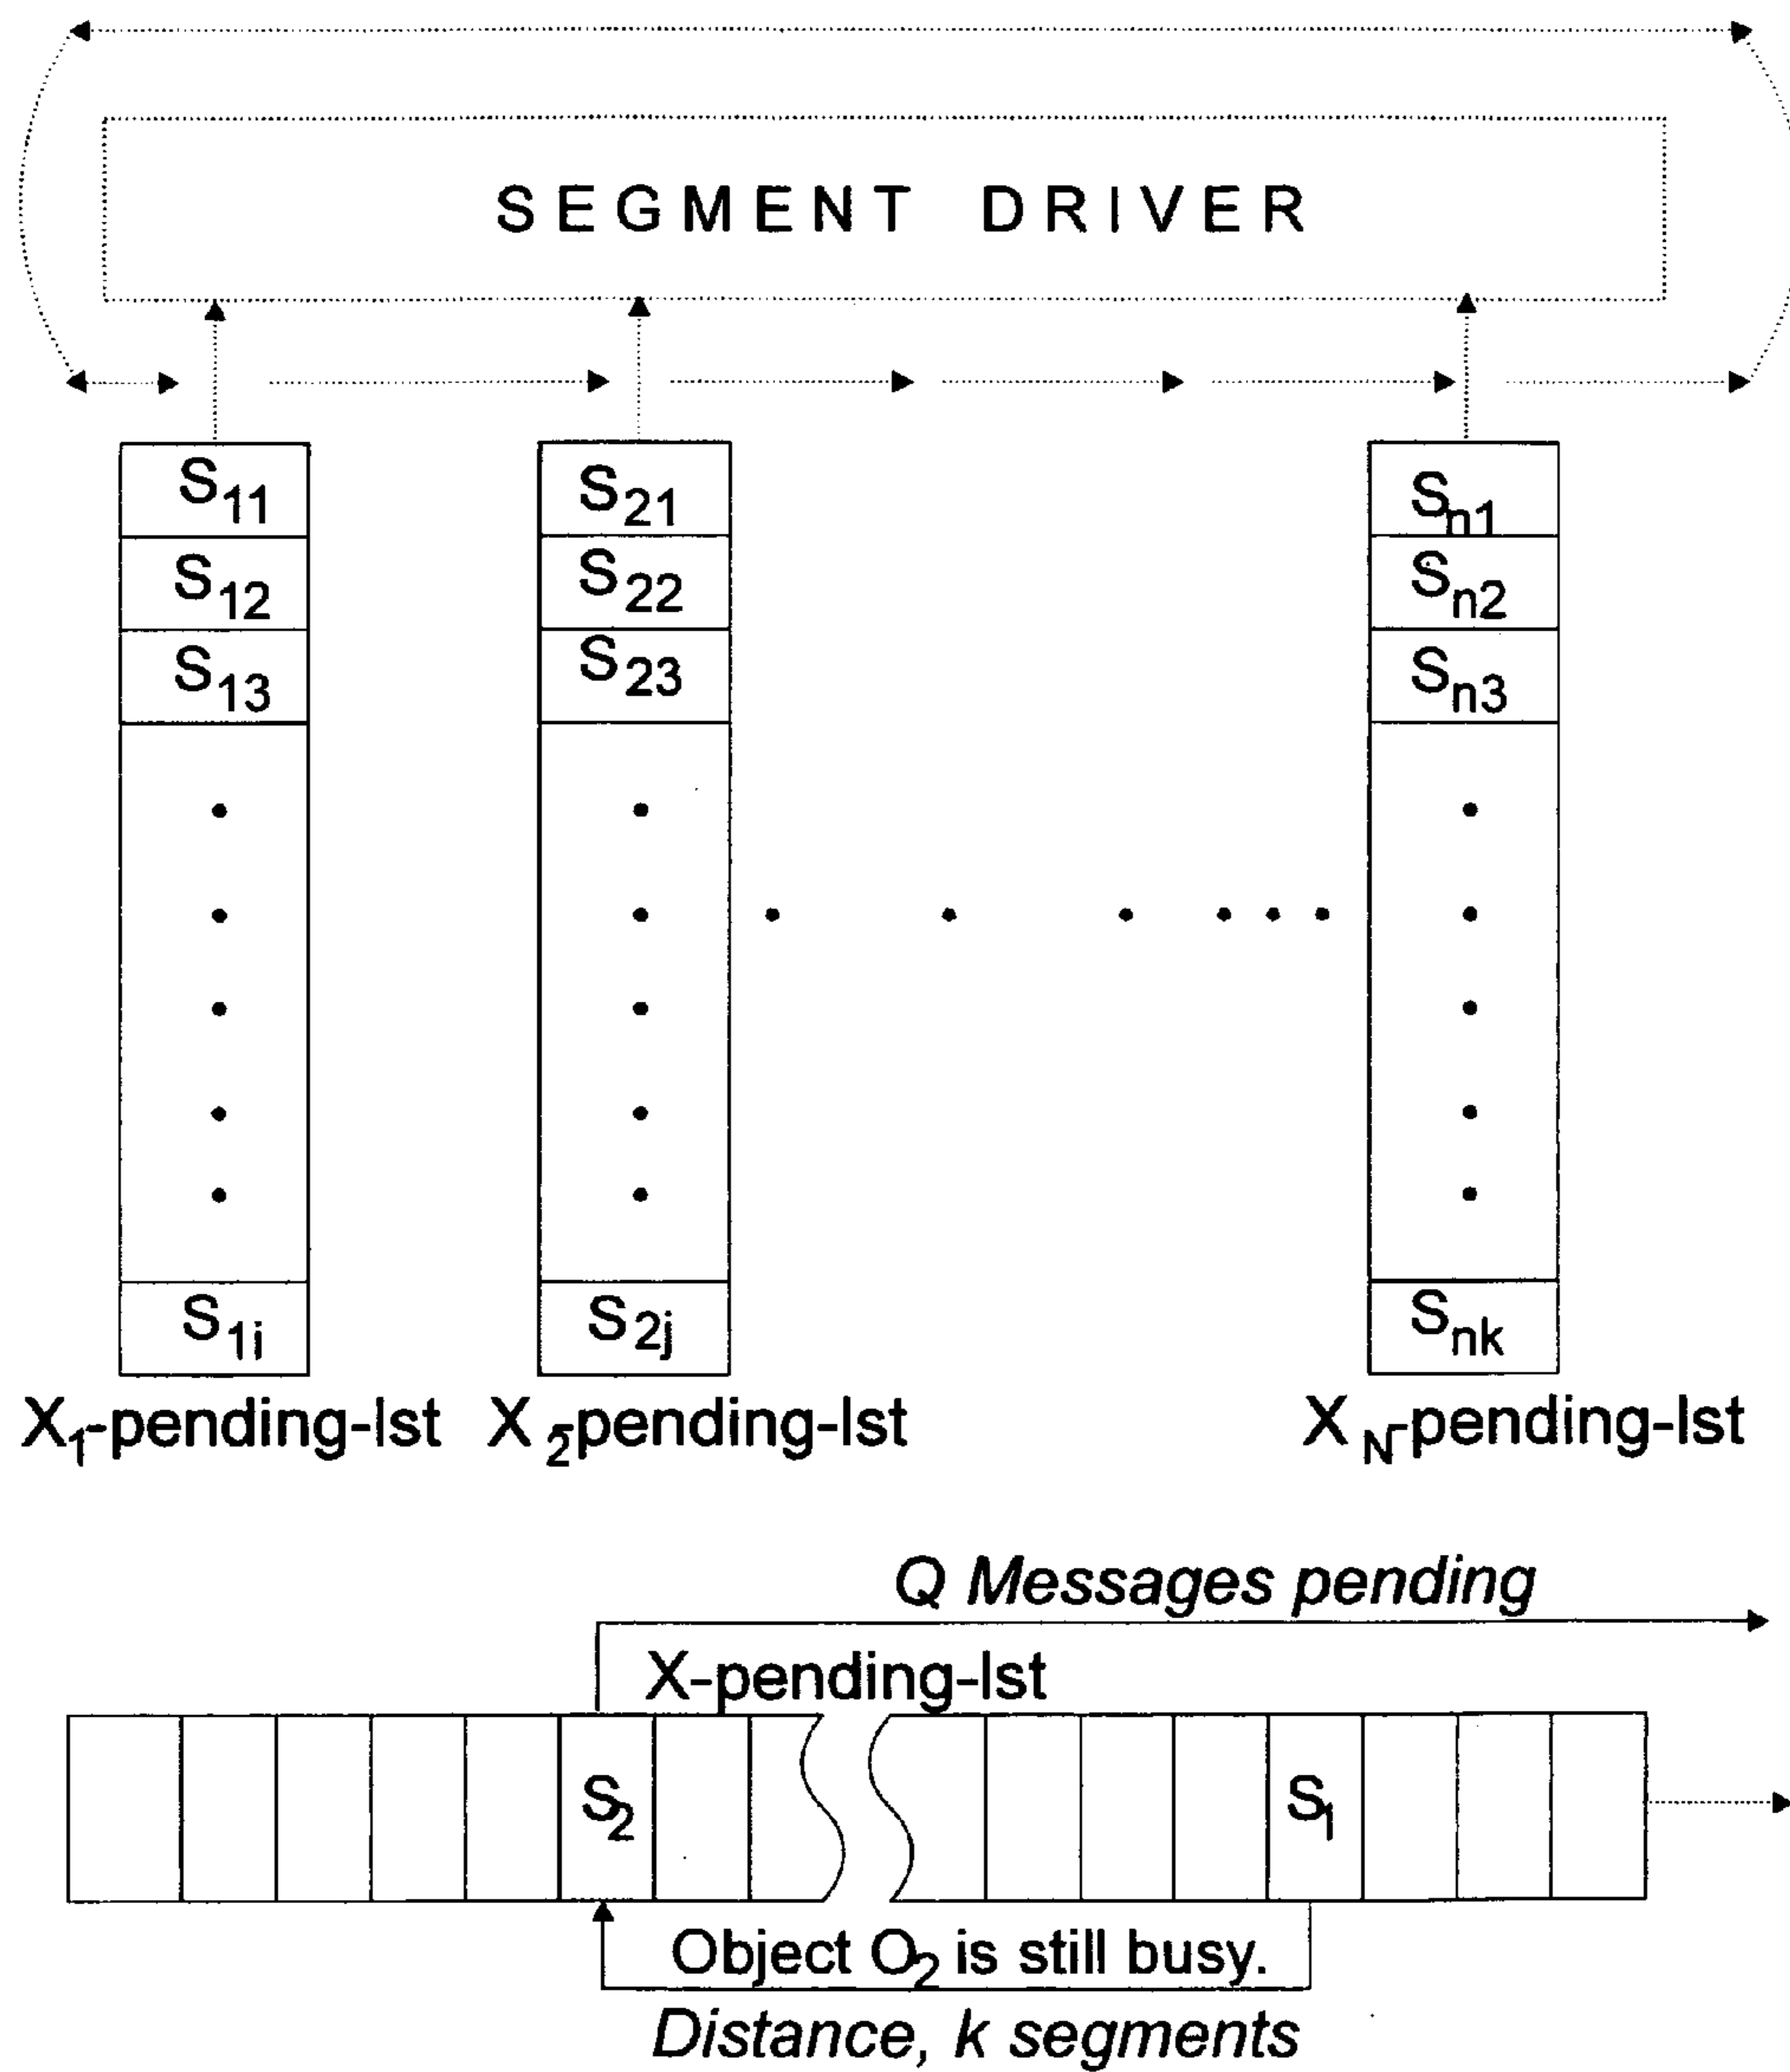 SEGMENT DRIVER
S11 S21 Sn1
S12 S22 Sn2
S13 S23 Sn3
S1i S2j Snk
X1-pending-lst X2-pending-lst XN-pending-lst
Q Messages pending
X-pending-lst
S2 S1
Object O2 is still busy.
Distance, k segments